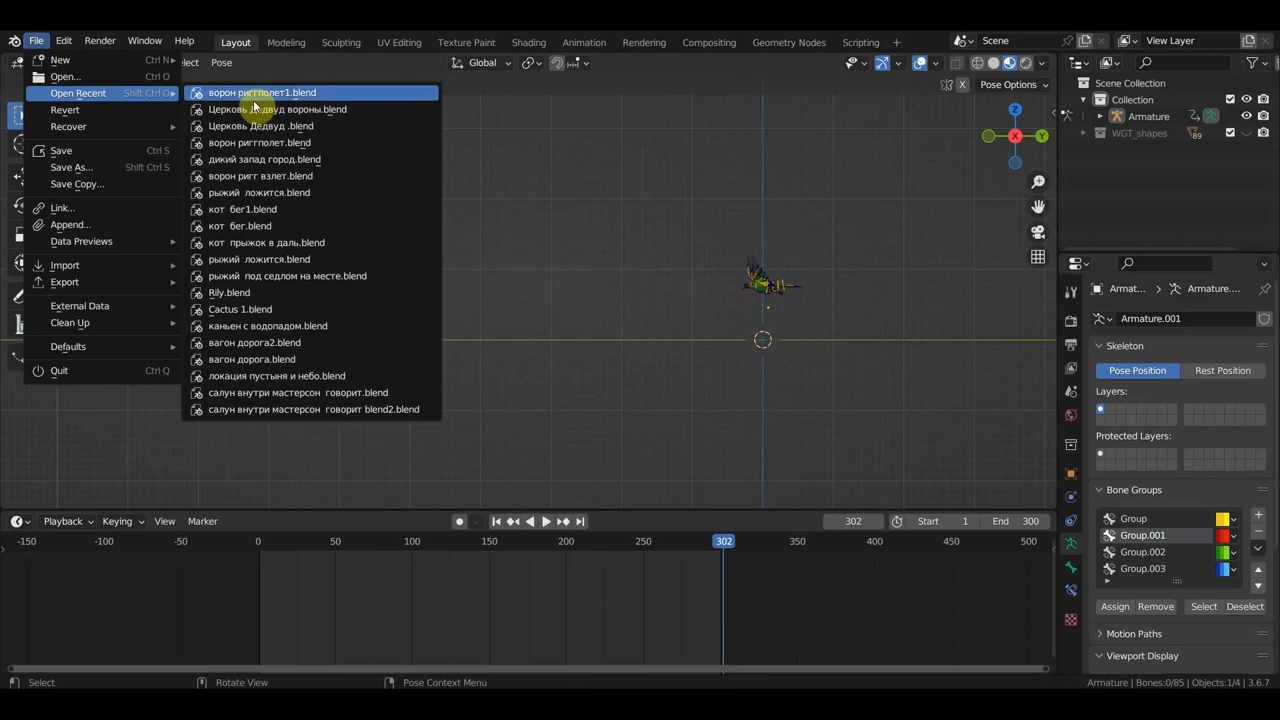 File Edit Render Window Help Layout Modeling Sculpting UV Editing Texture Paint Shading Animation Rendering Compositing Geometry Nodes Scripting + Scene View Layer
Pose Global X Pose Options
New Ctrl N
Open... Ctrl O
Open Recent Shift Ctrl O
Revert
Recover
Save Ctrl S
Save As... Shift Ctrl S
Save Copy...
Link...
Append...
Data Previews
Import
Export
External Data
Clean Up
Defaults
Quit Ctrl Q
ворон риггполет1.blend
Церковь Дедвуд вороны.blend
Церковь Дедвуд .blend
ворон риггполет.blend
дикий запад город.blend
ворон ригг взлет.blend
рыжий ложится.blend
кот бег1.blend
кот бег.blend
кот прыжок в даль.blend
рыжий ложится.blend
рыжий под седлом на месте.blend
Rily.blend
Cactus 1.blend
каньен с водопадом.blend
вагон дорога2.blend
вагон дорога.blend
локация пустыня и небо.blend
салун внутри мастерсон говорит.blend
салун внутри мастерсон говорит blend2.blend
Z
X
Y
Scene Collection
Collection
Armature
WGT_shapes 89
Armat... Armature....
Armature.001
Skeleton
Pose Position Rest Position
Layers:
Protected Layers:
Bone Groups
Group
Group.001
Group.002
Group.003
Assign Remove Select Deselect
Motion Paths
Viewport Display
Playback Keying View Marker 302 Start 1 End 300
-150 -100 -50 0 50 100 150 200 250 302 350 400 450 500
Select Rotate View Pose Context Menu Armature | Bones:0/85 | Objects:1/4 | 3.6.7